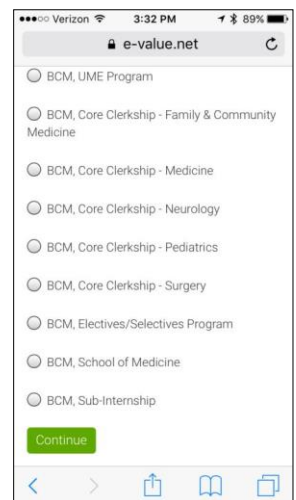 ●●●○○ Verizon 3:32 PM 89%
e-value.net
BCM, UME Program
BCM, Core Clerkship - Family & Community
Medicine
BCM, Core Clerkship - Medicine
BCM, Core Clerkship - Neurology
BCM, Core Clerkship - Pediatrics
BCM, Core Clerkship - Surgery
BCM, Electives/Selectives Program
BCM, School of Medicine
BCM, Sub-Internship
Continue